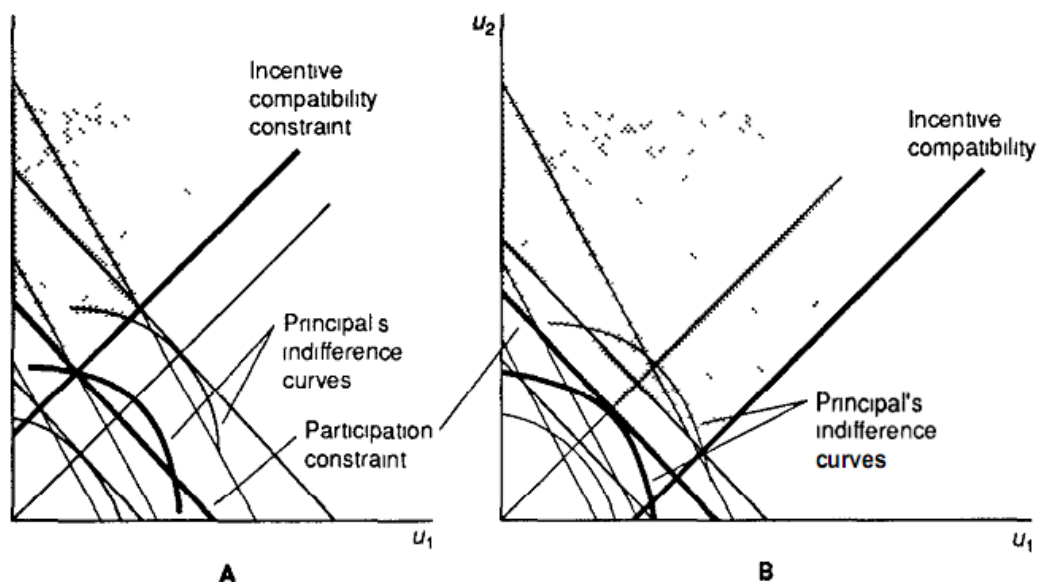 Incentive
compatibility
constraint
Principal s
indifference
curves
Participation
constraint
u1
A
u2
Incentive
compatibility
Principal's
indifference
curves
u1
B